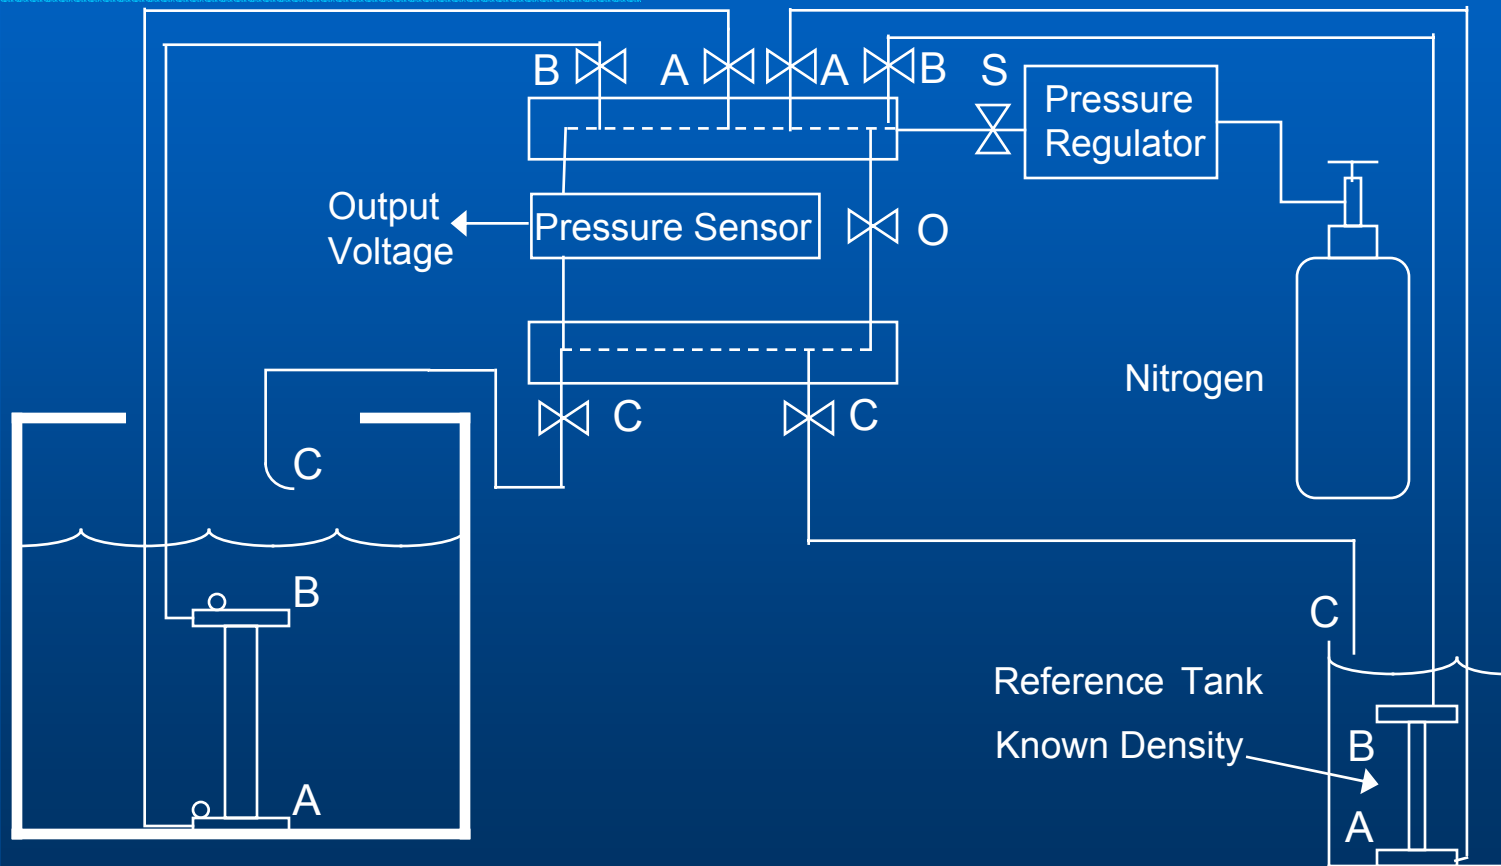 B A A B S
Pressure
Regulator
Output
Voltage
Pressure Sensor
O
Nitrogen
C C
C
B
A
C
Reference Tank
Known Density
B
A